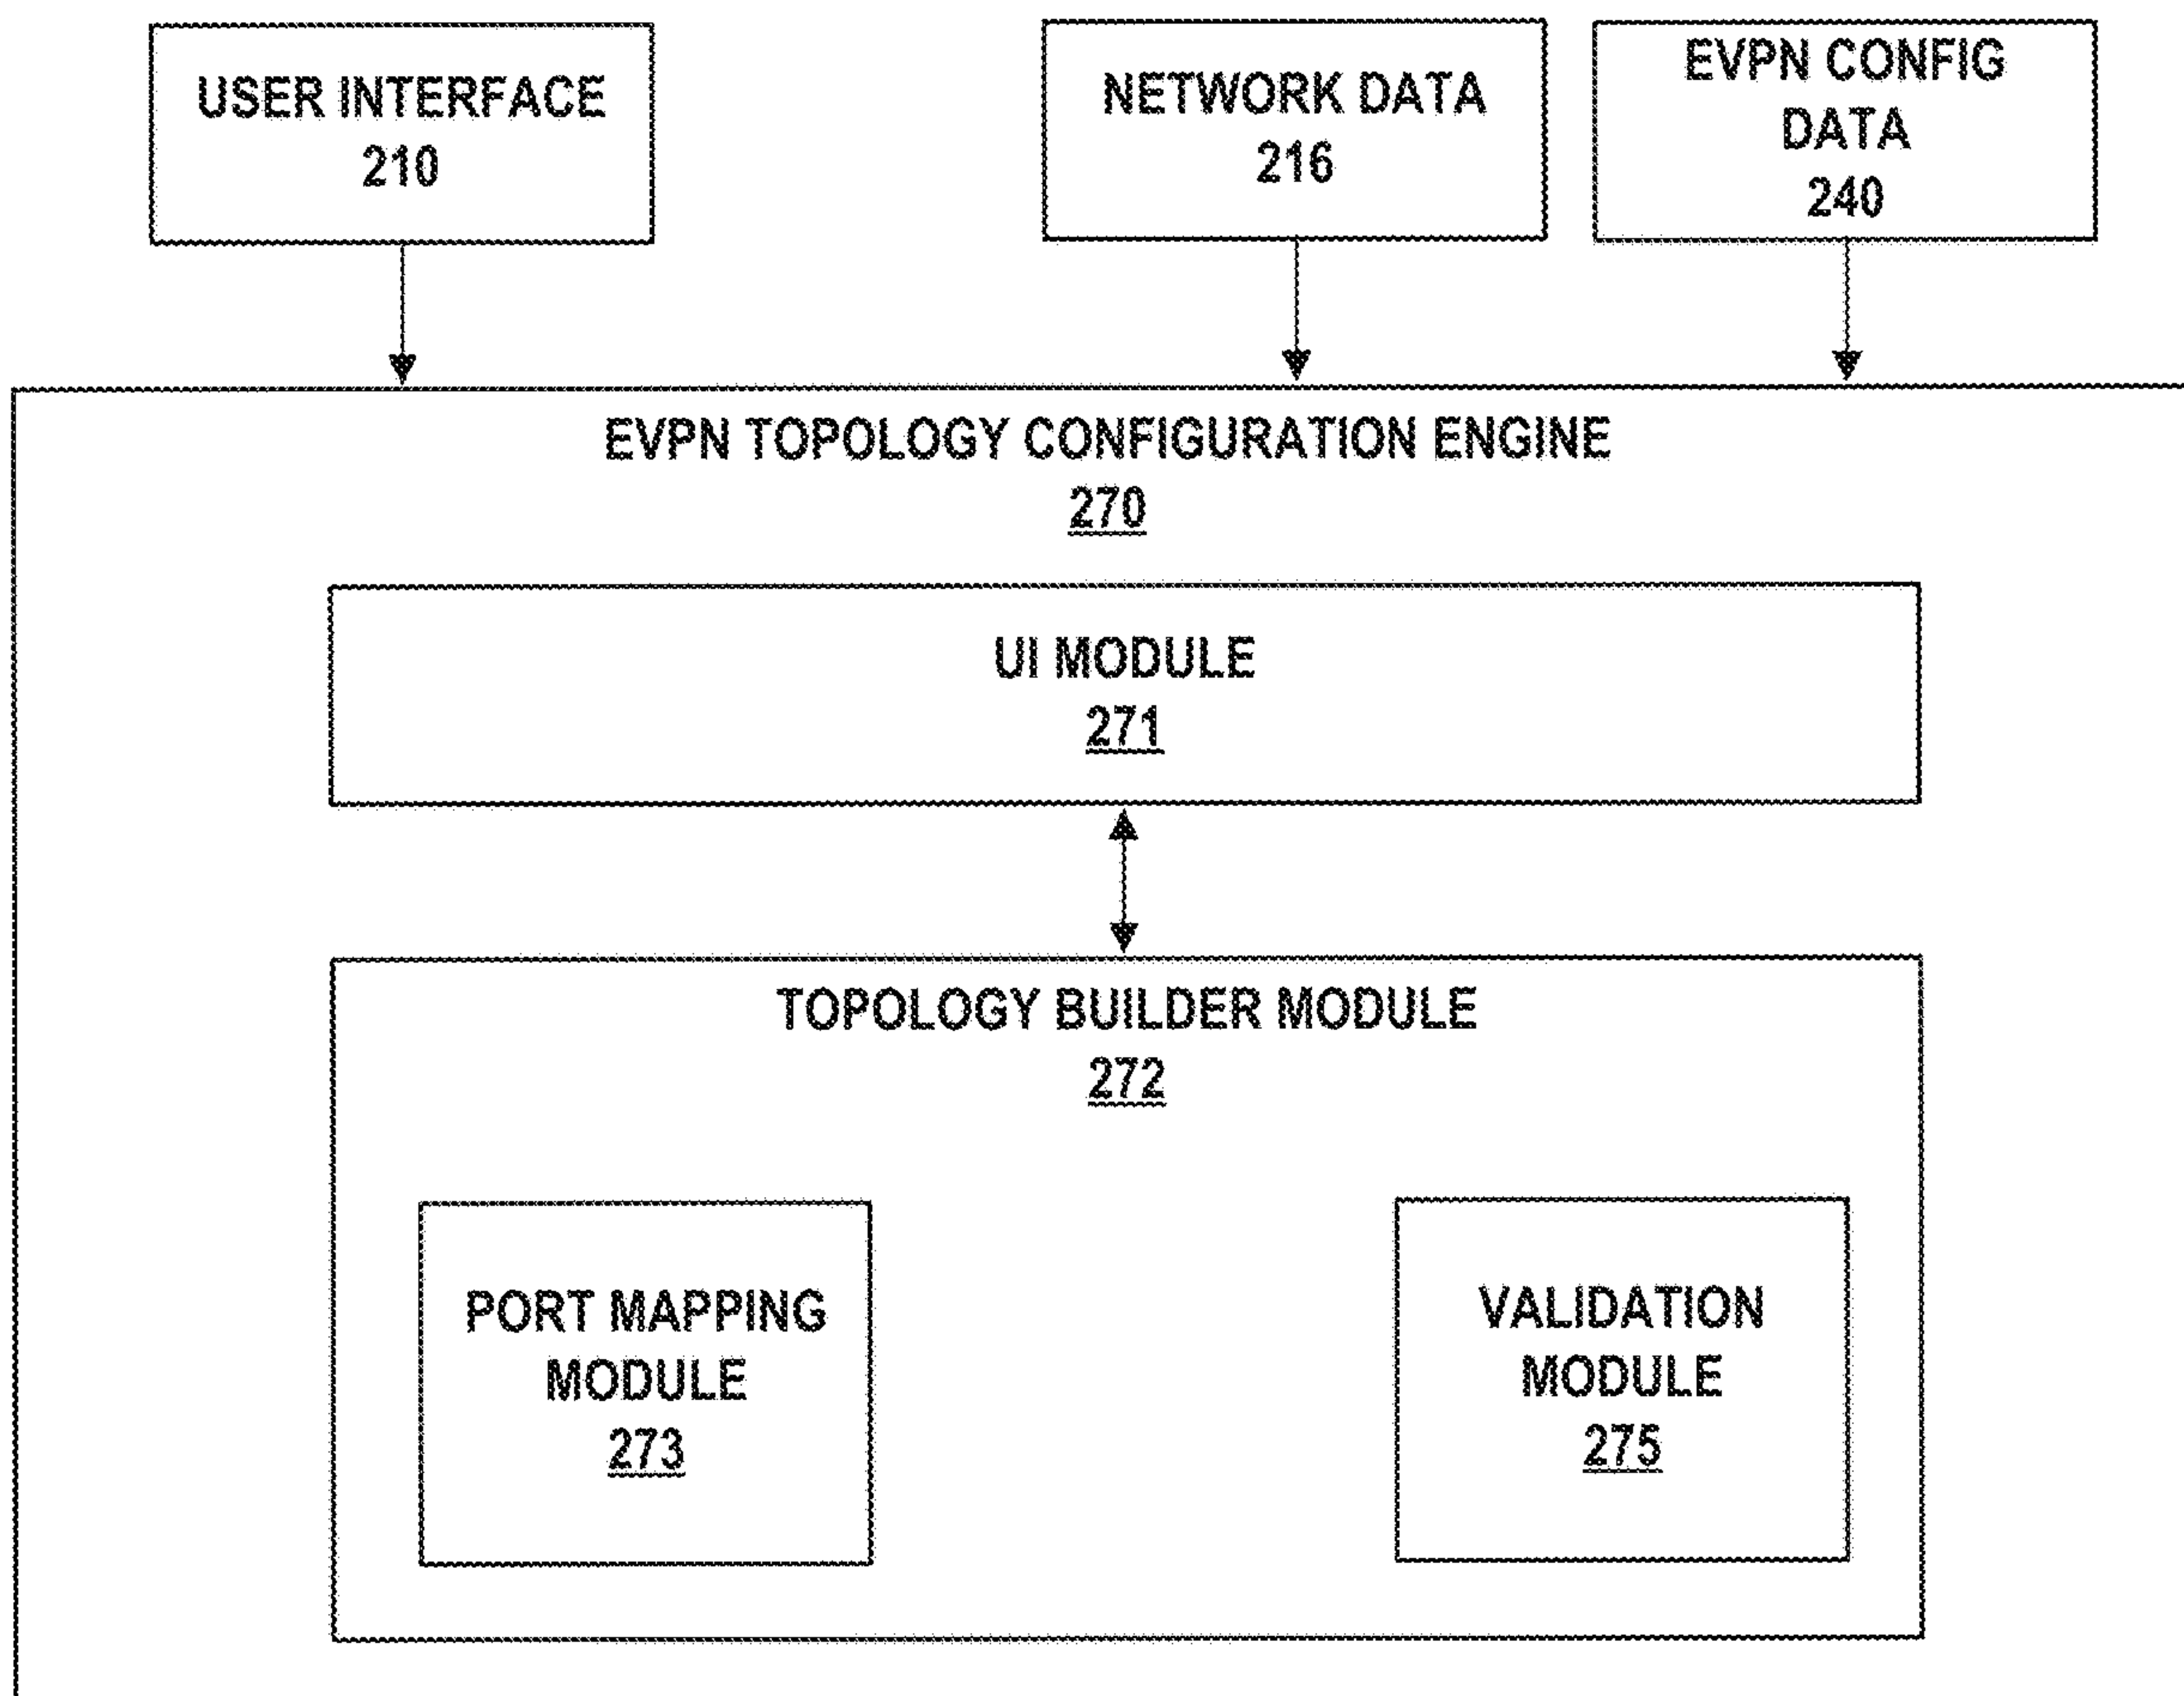 USER INTERFACE
210
NETWORK DATA
216
EVPN CONFIG
DATA
240
EVPN TOPOLOGY CONFIGURATION ENGINE
270
UI MODULE
271
TOPOLOGY BUILDER MODULE
272
PORT MAPPING
MODULE
273
VALIDATION
MODULE
275